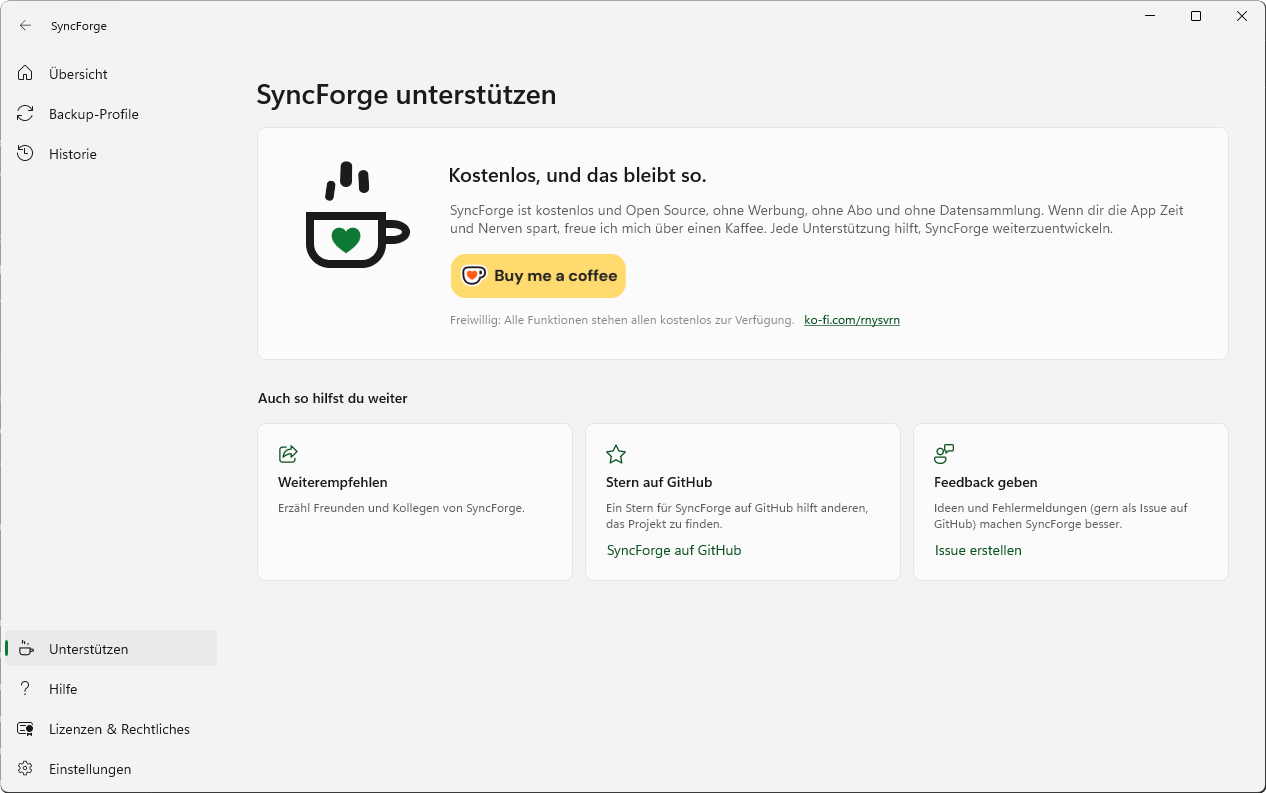 SyncForge
Übersicht
Backup-Profile
Historie
SyncForge unterstützen
Kostenlos, und das bleibt so.
SyncForge ist kostenlos und Open Source, ohne Werbung, ohne Abo und ohne Datensammlung. Wenn dir die App Zeit
und Nerven spart, freue ich mich über einen Kaffee. Jede Unterstützung hilft, SyncForge weiterzuentwickeln.
Buy me a coffee
Freiwillig: Alle Funktionen stehen allen kostenlos zur Verfügung. ko-fi.com/rnysvrn
Auch so hilfst du weiter
Weiterempfehlen
Erzähl Freunden und Kollegen von SyncForge.
Stern auf GitHub
Ein Stern für SyncForge auf GitHub hilft anderen,
das Projekt zu finden.
SyncForge auf GitHub
Feedback geben
Ideen und Fehlermeldungen (gern als Issue auf
GitHub) machen SyncForge besser.
Issue erstellen
Unterstützen
Hilfe
Lizenzen & Rechtliches
Einstellungen